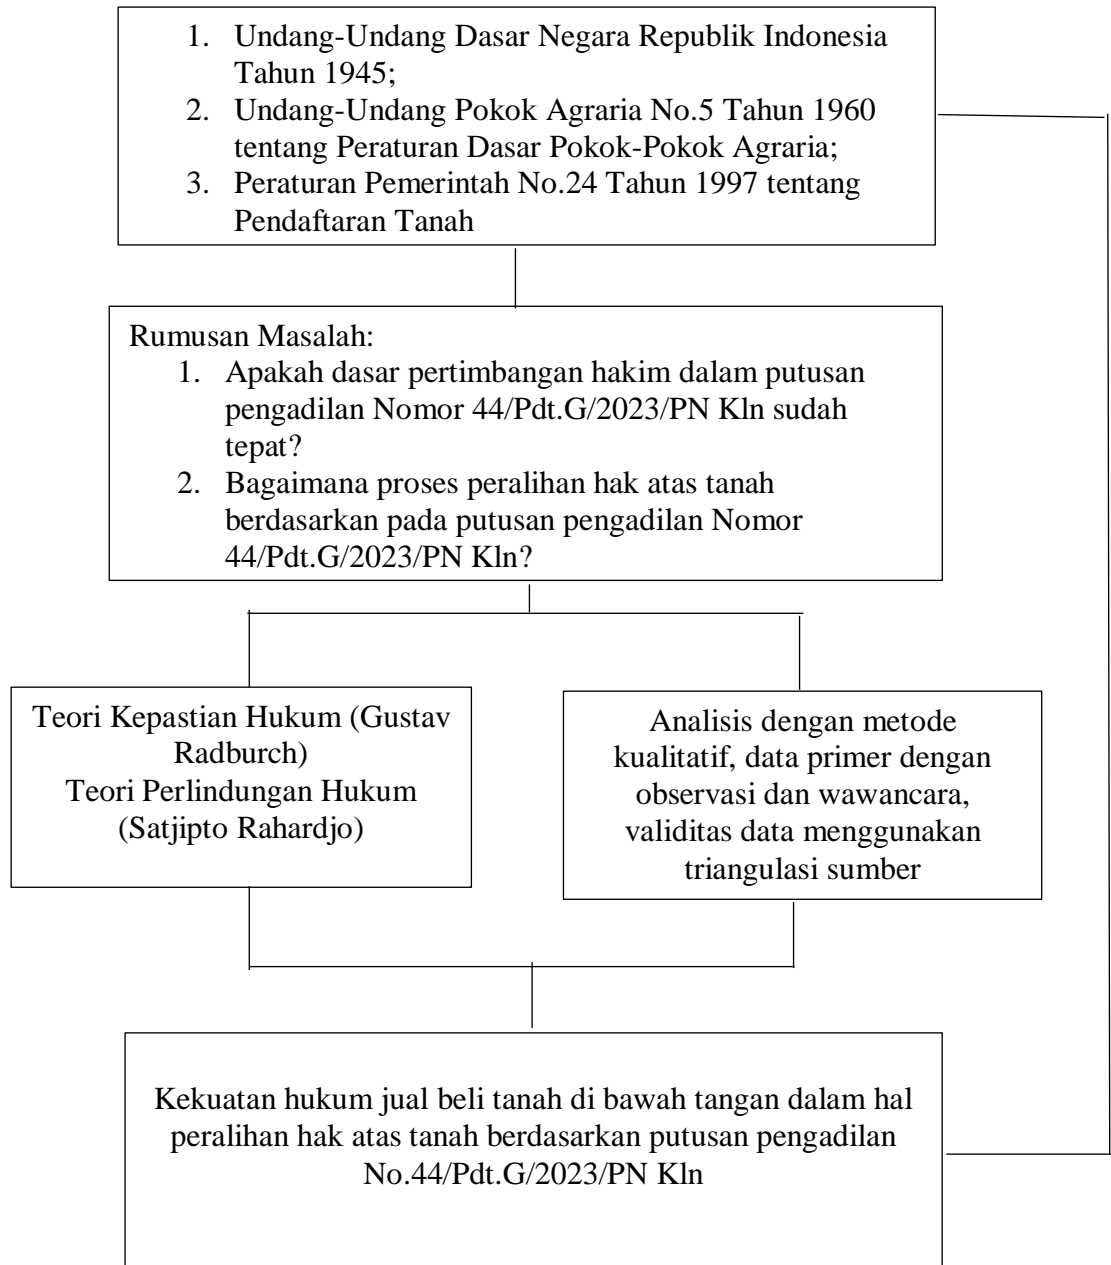 1. Undang-Undang Dasar Negara Republik Indonesia
Tahun 1945;
2. Undang-Undang Pokok Agraria No.5 Tahun 1960
tentang Peraturan Dasar Pokok-Pokok Agraria;
3. Peraturan Pemerintah No.24 Tahun 1997 tentang
Pendaftaran Tanah
Rumusan Masalah:
1. Apakah dasar pertimbangan hakim dalam putusan
pengadilan Nomor 44/Pdt.G/2023/PN Kln sudah
tepat?
2. Bagaimana proses peralihan hak atas tanah
berdasarkan pada putusan pengadilan Nomor
44/Pdt.G/2023/PN Kln?
Teori Kepastian Hukum (Gustav
Radburch)
Teori Perlindungan Hukum
(Satjipto Rahardjo)
Analisis dengan metode
kualitatif, data primer dengan
observasi dan wawancara,
validitas data menggunakan
triangulasi sumber
Kekuatan hukum jual beli tanah di bawah tangan dalam hal
peralihan hak atas tanah berdasarkan putusan pengadilan
No.44/Pdt.G/2023/PN Kln